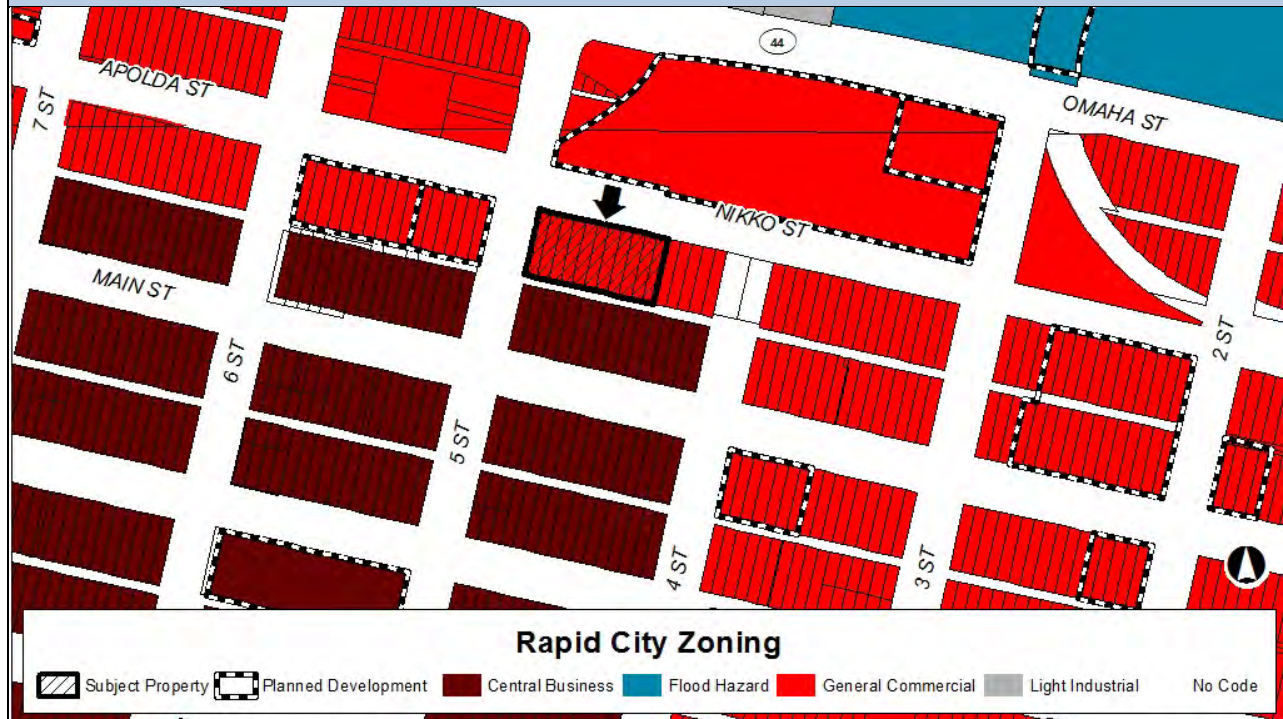 44
OMAHA ST
APOLDA ST
7 ST
NIKKO ST
MAIN ST
2 ST
6 ST
5 ST
4 ST
3 ST
Rapid City Zoning
Subject Property Planned Development Central Business Flood Hazard General Commercial Light Industrial No Code